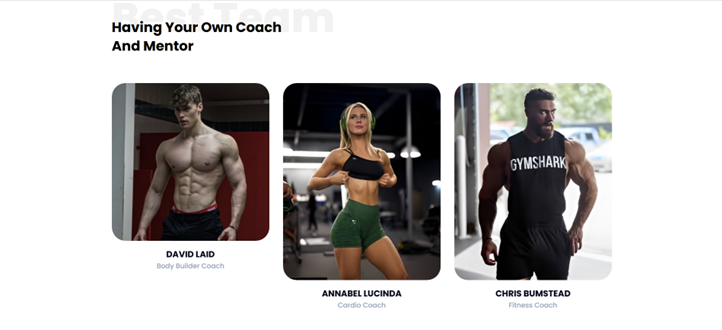 Best Team
Having Your Own Coach
And Mentor
GYMSHARK
DAVID LAID
Body Builder Coach
ANNABEL LUCINDA
Cardio Coach
CHRIS BUMSTEAD
Fitness Coach